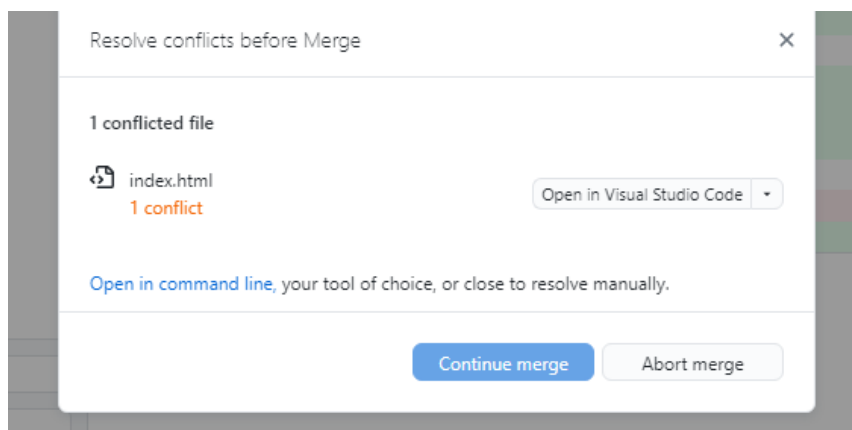 Resolve conflicts before Merge
1 conflicted file
index.html
1 conflict
Open in Visual Studio Code
Open in command line, your tool of choice, or close to resolve manually.
Continue merge
Abort merge